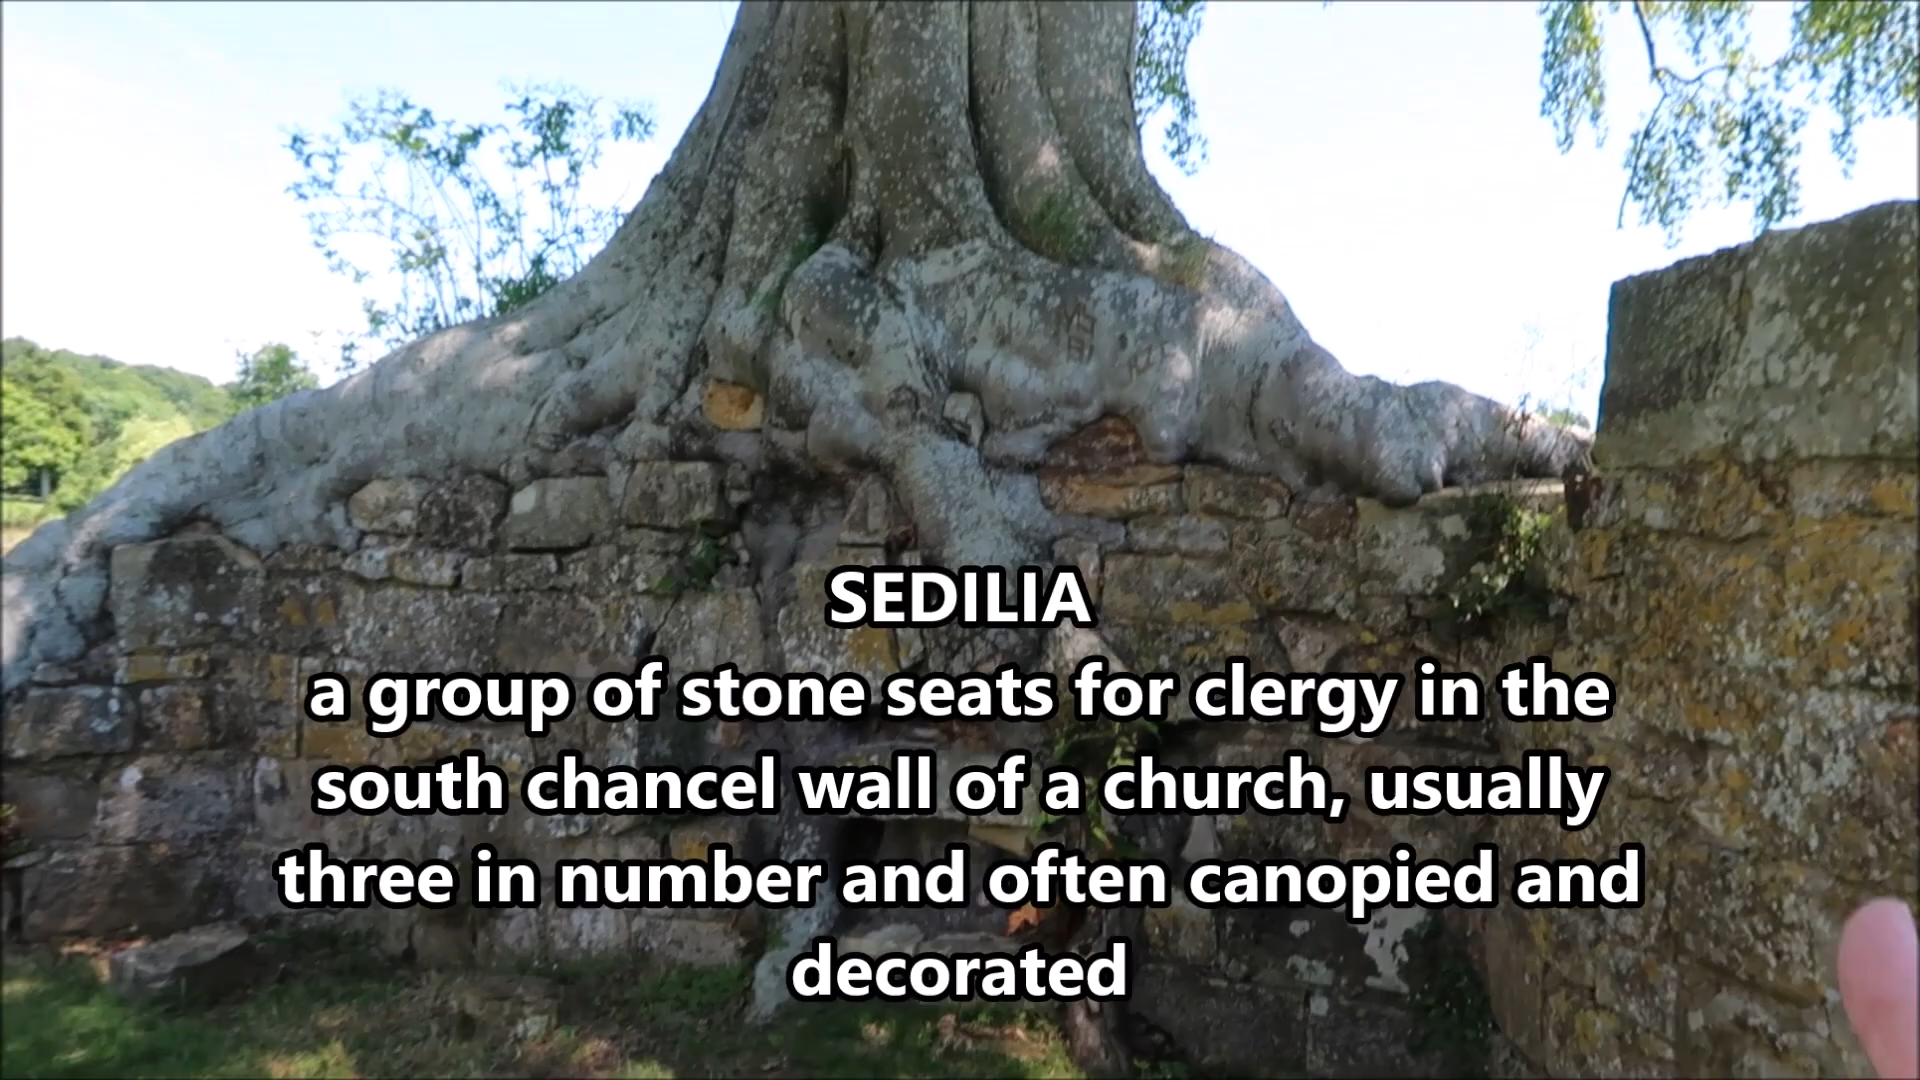 SEDILIA
a group of stone seats for clergy in the
south chancel wall of a church, usually
three in number and often canopied and
decorated